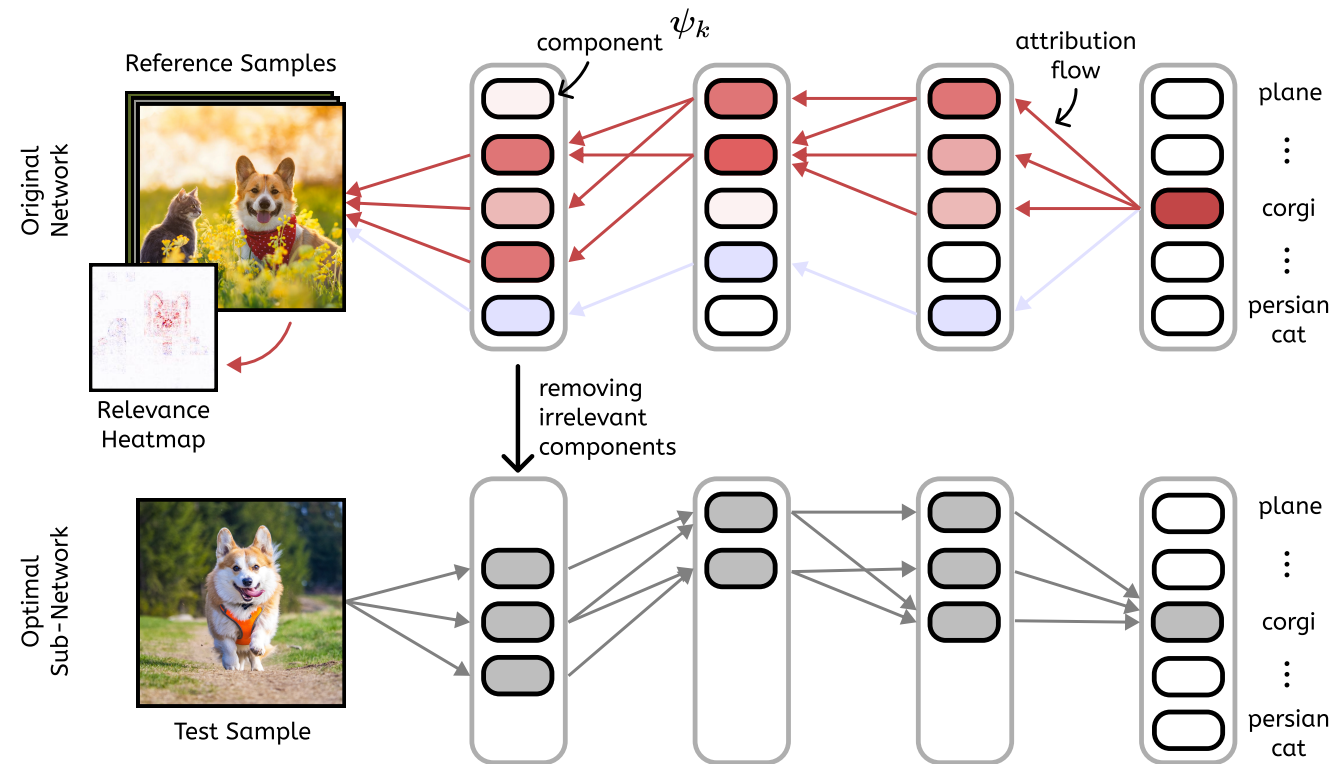 component ψₖ
attribution
flow
Reference Samples
Original
Network
plane
⋮
corgi
⋮
persian
cat
Relevance
Heatmap
removing
irrelevant
components
Optimal
Sub-Network
plane
⋮
corgi
⋮
persian
cat
Test Sample